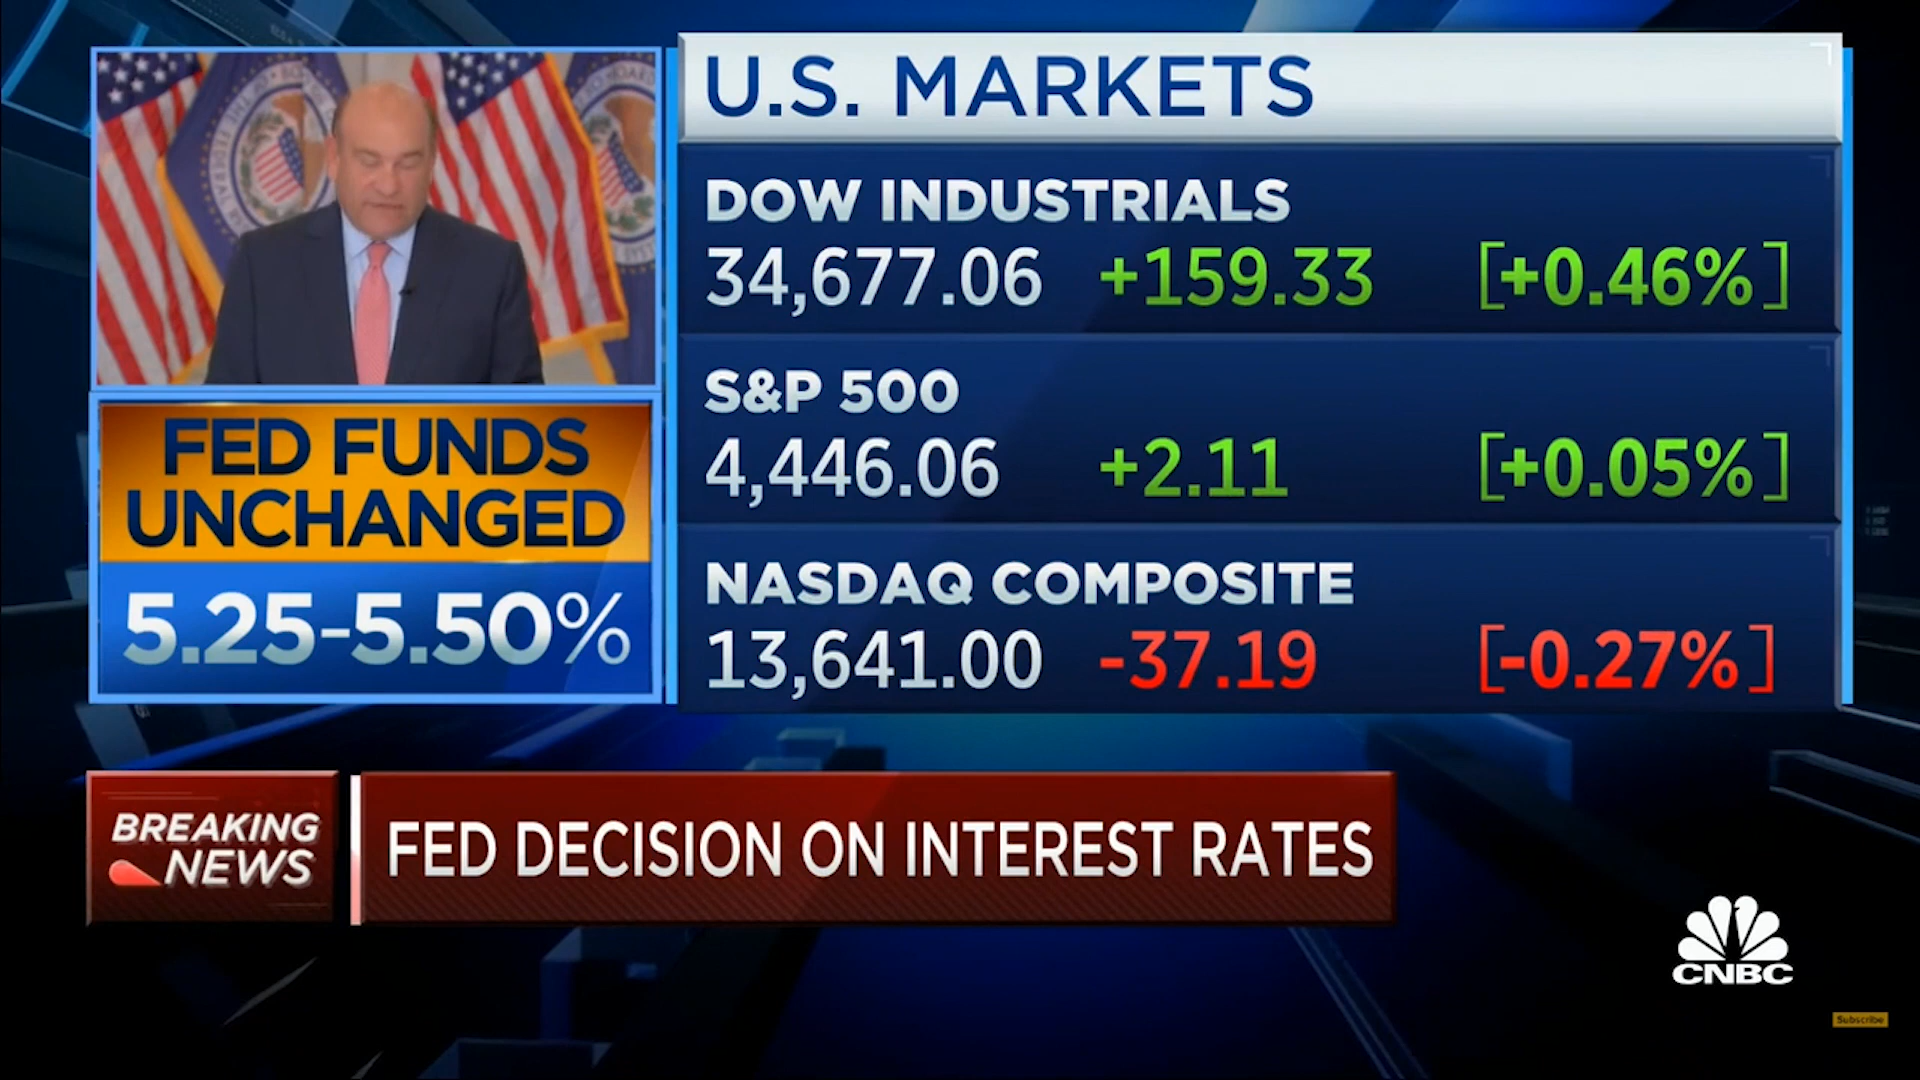 U.S. MARKETS
DOW INDUSTRIALS
34,677.06 +159.33 [+0.46%]
S&P 500
4,446.06 +2.11 [+0.05%]
NASDAQ COMPOSITE
13,641.00 -37.19 [-0.27%]
FED FUNDS
UNCHANGED
5.25-5.50%
BREAKING
NEWS
FED DECISION ON INTEREST RATES
CNBC
Subscribe